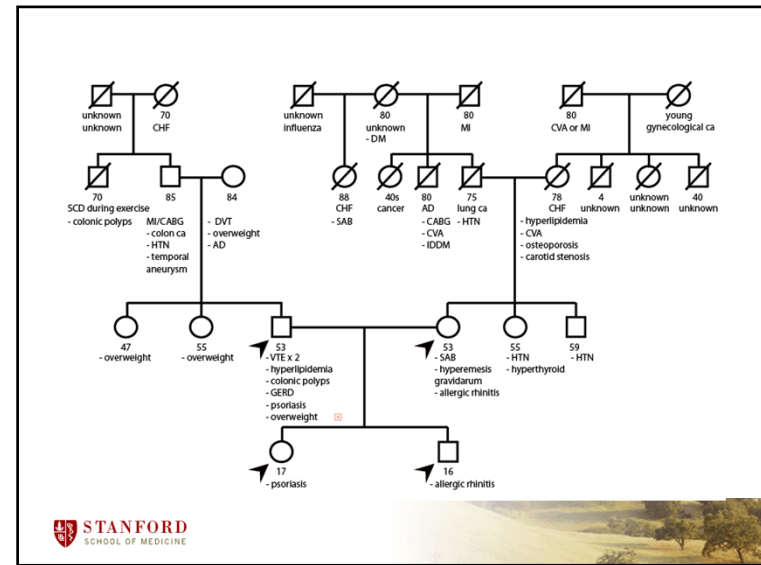 unknown
unknown
70
CHF
unknown
influenza
80
unknown
- DM
80
MI
80
CVA or MI
young
gynecological ca
70
SCD during exercise
- colonic polyps
85
MI/CABG
- colon ca
- HTN
- temporal
aneurysm
84
- DVT
- overweight
- AD
88
CHF
- SAB
40s
cancer
80
AD
- CABG
- CVA
- IDDM
75
lung ca
- HTN
78
CHF
- hyperlipidemia
- CVA
- osteoporosis
- carotid stenosis
4
unknown
unknown
unknown
40
unknown
47
- overweight
55
- overweight
53
- VTE x 2
- hyperlipidemia
- colonic polyps
- GERD
- psoriasis
- overweight
53
- SAB
- hyperemesis
gravidarum
- allergic rhinitis
55
- HTN
- hyperthyroid
59
- HTN
17
- psoriasis
16
- allergic rhinitis
STANFORD
SCHOOL OF MEDICINE